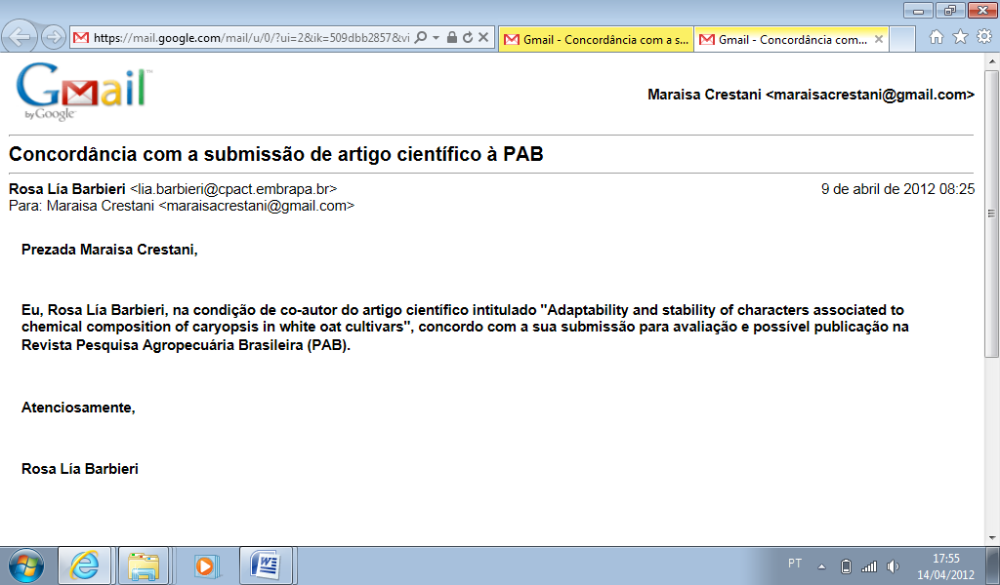 https://mail.google.com/mail/u/0/?ui=2&ik=509dbb2857&vi
Gmail - Concordância com a s...
Gmail - Concordância com...
Gmail
by Google
Maraisa Crestani <maraisacrestani@gmail.com>
Concordância com a submissão de artigo científico à PAB
Rosa Lía Barbieri <lia.barbieri@cpact.embrapa.br> 9 de abril de 2012 08:25
Para: Maraisa Crestani <maraisacrestani@gmail.com>
Prezada Maraisa Crestani,
Eu, Rosa Lía Barbieri, na condição de co-autor do artigo científico intitulado "Adaptability and stability of characters associated to
chemical composition of caryopsis in white oat cultivars", concordo com a sua submissão para avaliação e possível publicação na
Revista Pesquisa Agropecuária Brasileira (PAB).
Atenciosamente,
Rosa Lía Barbieri
PT
17:55
14/04/2012